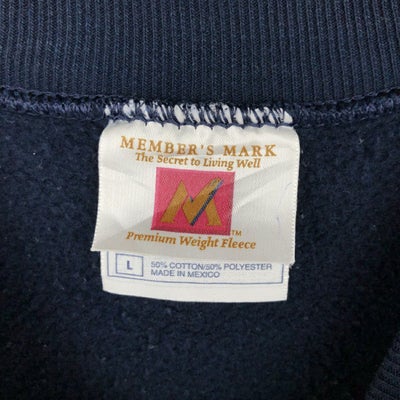 MEMBER'S MARK
The Secret to Living Well
M
TM
Premium Weight Fleece
L
50% COTTON/50% POLYESTER
MADE IN MEXICO